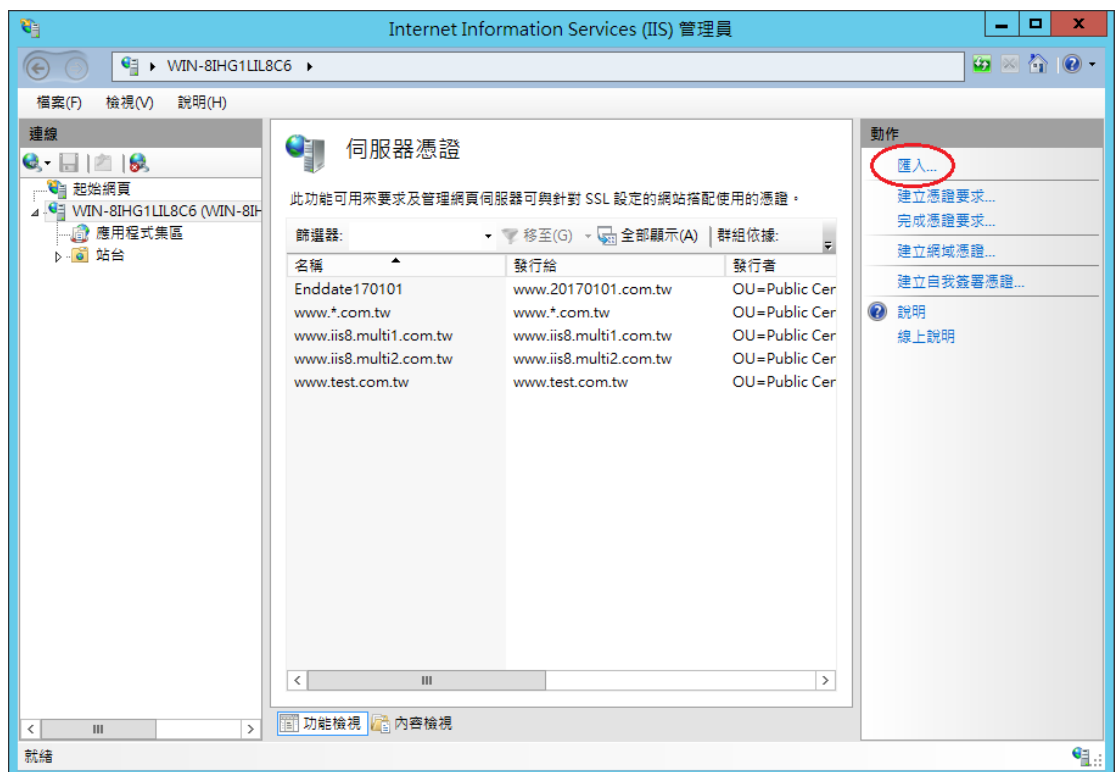 Internet Information Services (IIS) 管理員
WIN-8IHG1LIL8C6
檔案(F) 檢視(V) 說明(H)
連線
起始網頁
WIN-8IHG1LIL8C6 (WIN-8IH
應用程式集區
站台
伺服器憑證
此功能可用來要求及管理網頁伺服器可與針對 SSL 設定的網站搭配使用的憑證。
篩選器: 移至(G) 全部顯示(A) 群組依據:
名稱 發行給 發行者
Enddate170101 www.20170101.com.tw OU=Public Cer
www.*.com.tw www.*.com.tw OU=Public Cer
www.iis8.multi1.com.tw www.iis8.multi1.com.tw OU=Public Cer
www.iis8.multi2.com.tw www.iis8.multi2.com.tw OU=Public Cer
www.test.com.tw www.test.com.tw OU=Public Cer
功能檢視 內容檢視
動作
匯入...
建立憑證要求...
完成憑證要求...
建立網域憑證...
建立自我簽署憑證...
說明
線上說明
就緒